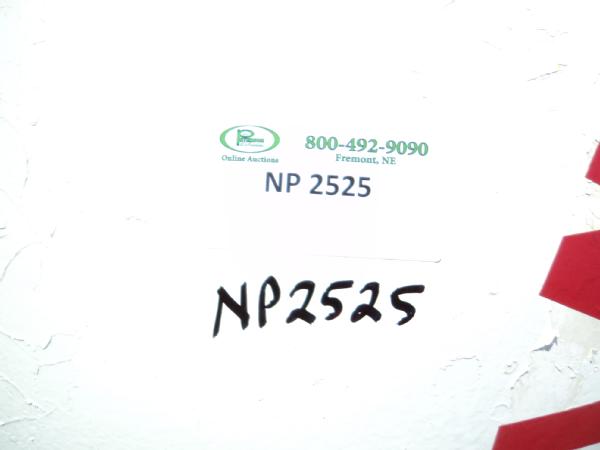 800-492-9090
Online Auctions
Fremont, NE
NP 2525
NP2525